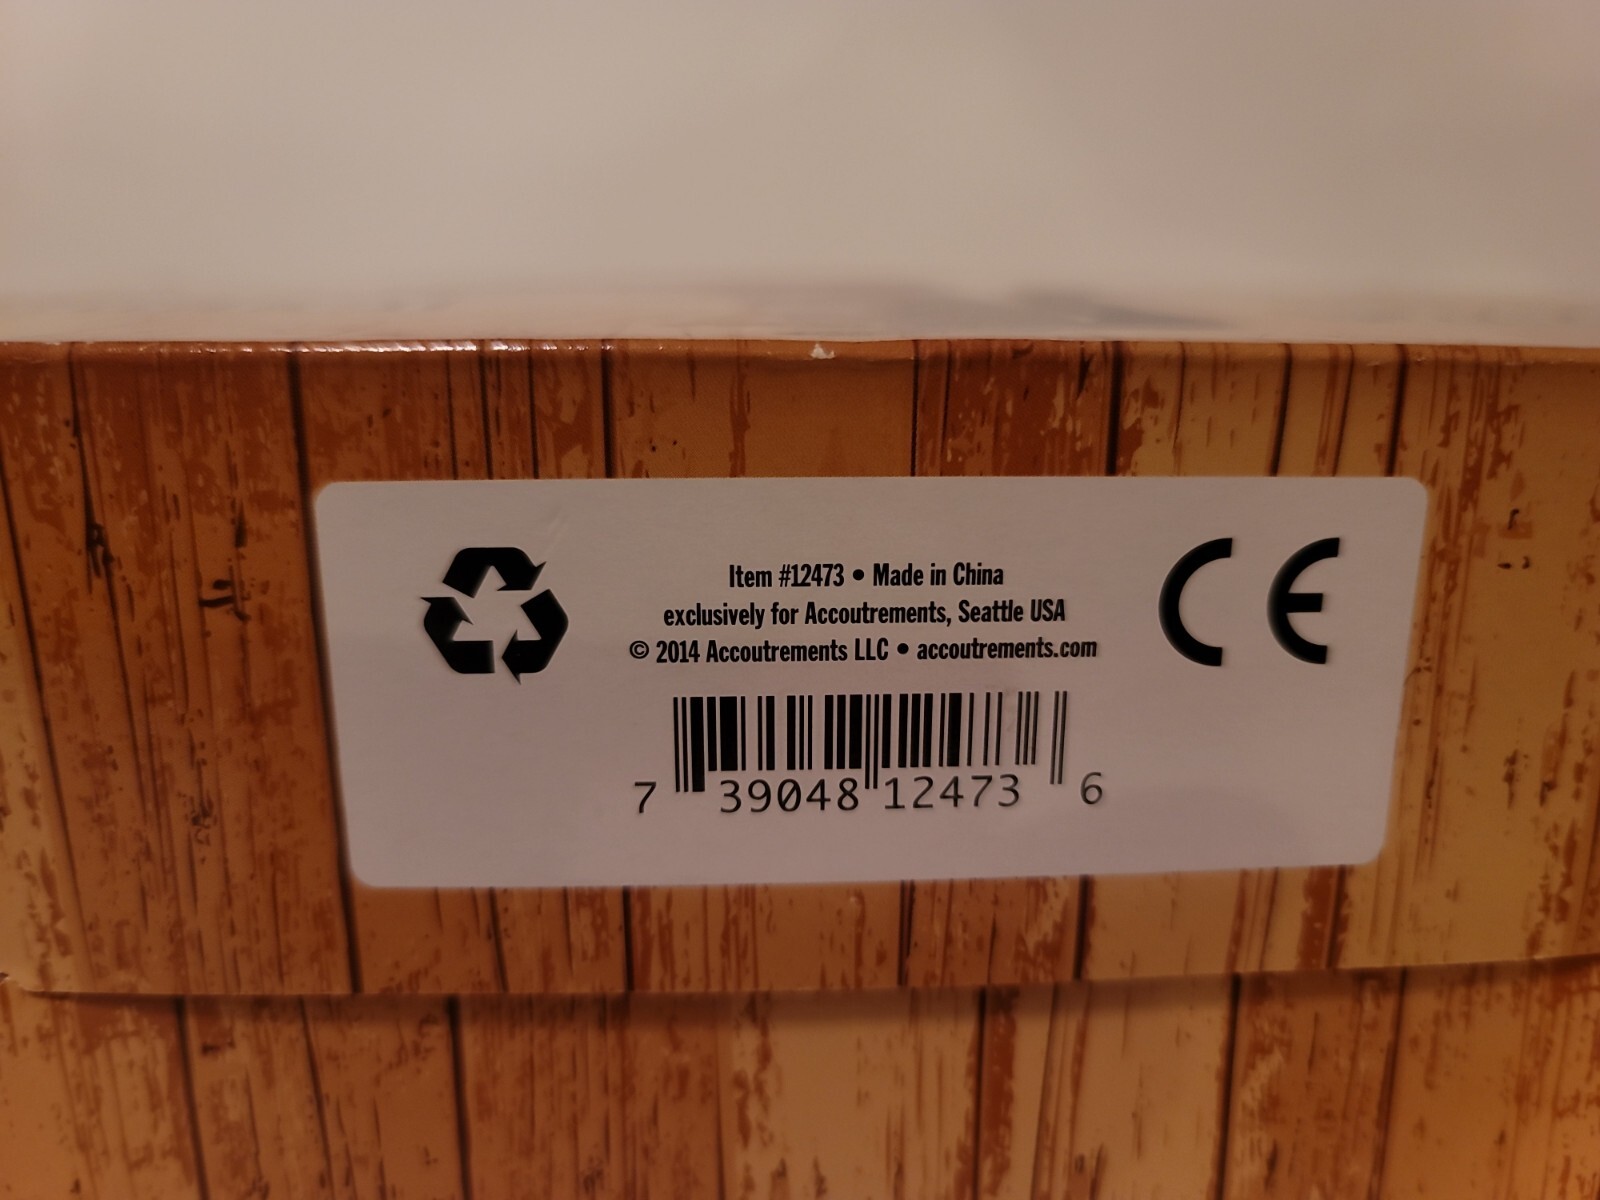 Item #12473 • Made in China
exclusively for Accoutrements, Seattle USA
© 2014 Accoutrements LLC • accoutrements.com
CE
7 39048 12473 6